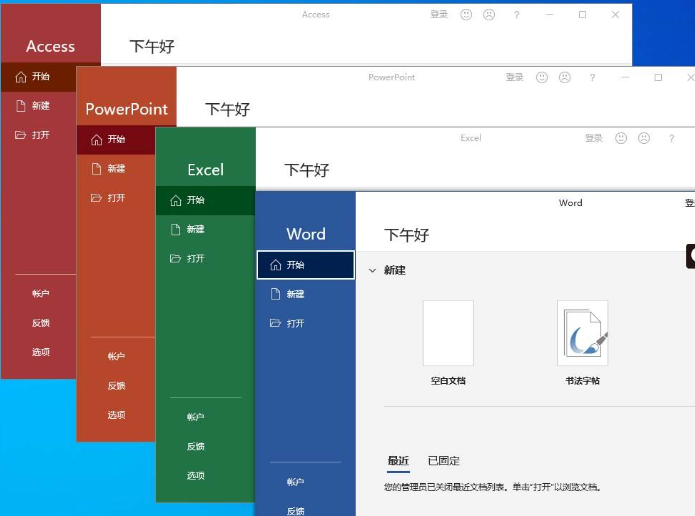 Access
登录
?
Access
下午好
开始
新建
打开
帐户
反馈
选项
PowerPoint
登录
?
PowerPoint
下午好
开始
新建
打开
帐户
反馈
选项
Excel
登录
?
Excel
下午好
开始
新建
打开
帐户
反馈
选项
Word
登
Word
下午好
开始
新建
打开
帐户
反馈
新建
空白文档
书法字帖
最近
已固定
您的管理员已关闭最近文档列表。单击"打开"以浏览文档。